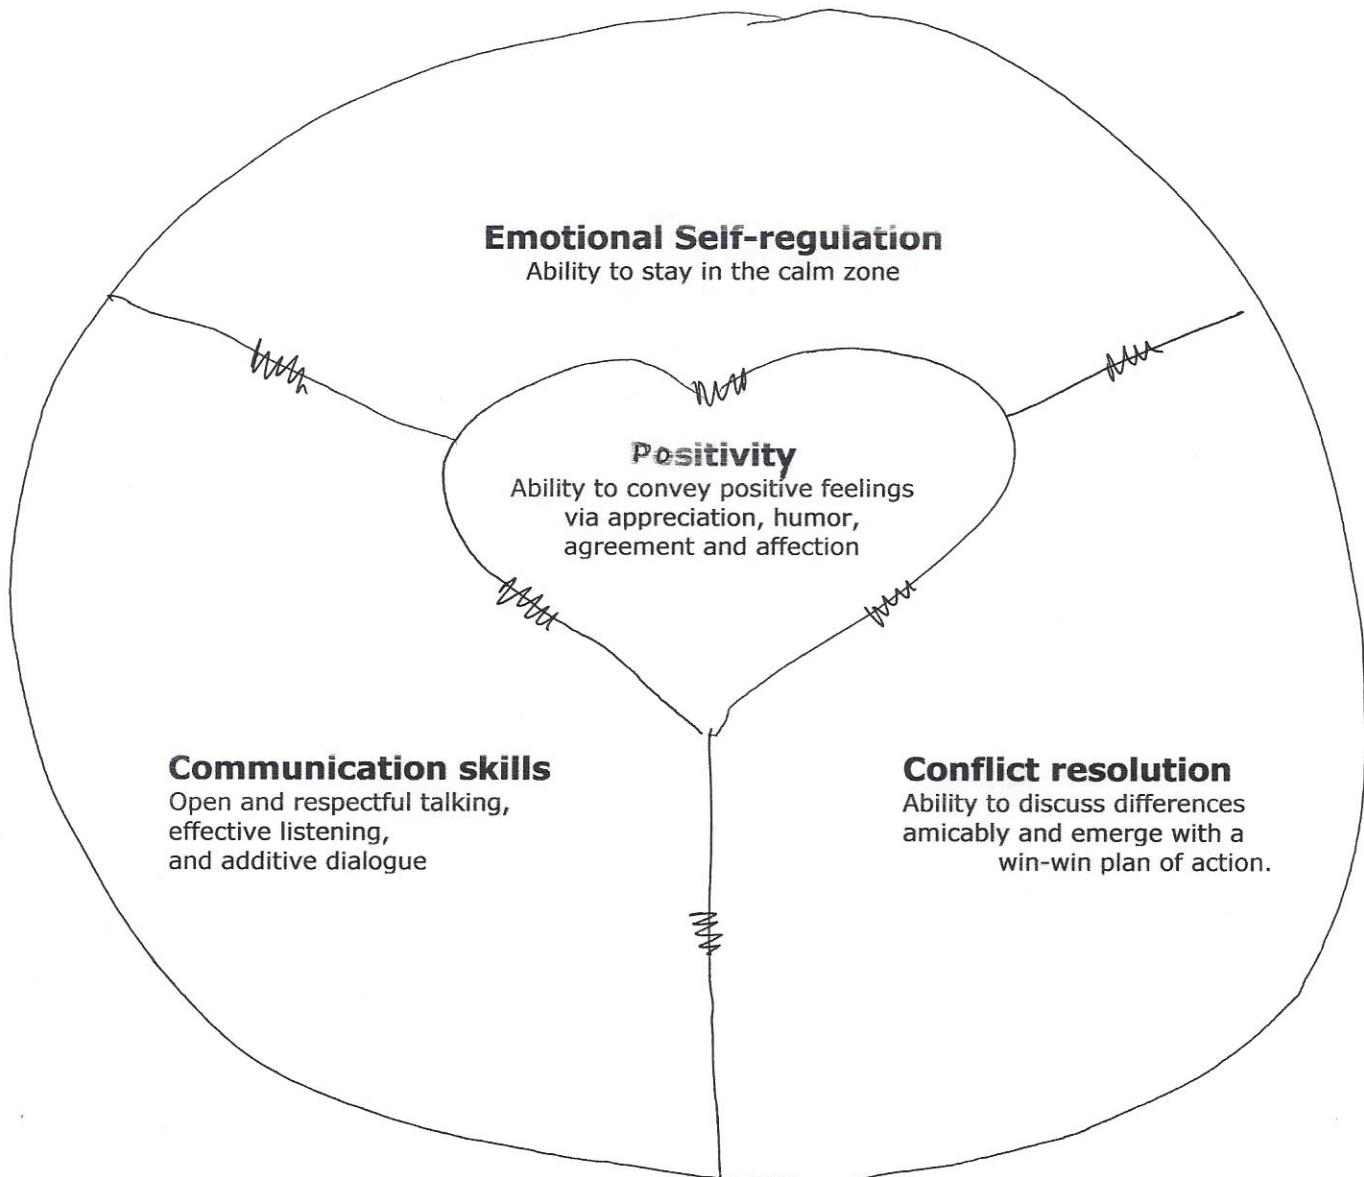 Emotional Self-regulation
Ability to stay in the calm zone
Positivity
Ability to convey positive feelings
via appreciation, humor,
agreement and affection
Communication skills
Open and respectful talking,
effective listening,
and additive dialogue
Conflict resolution
Ability to discuss differences
amicably and emerge with a
win-win plan of action.